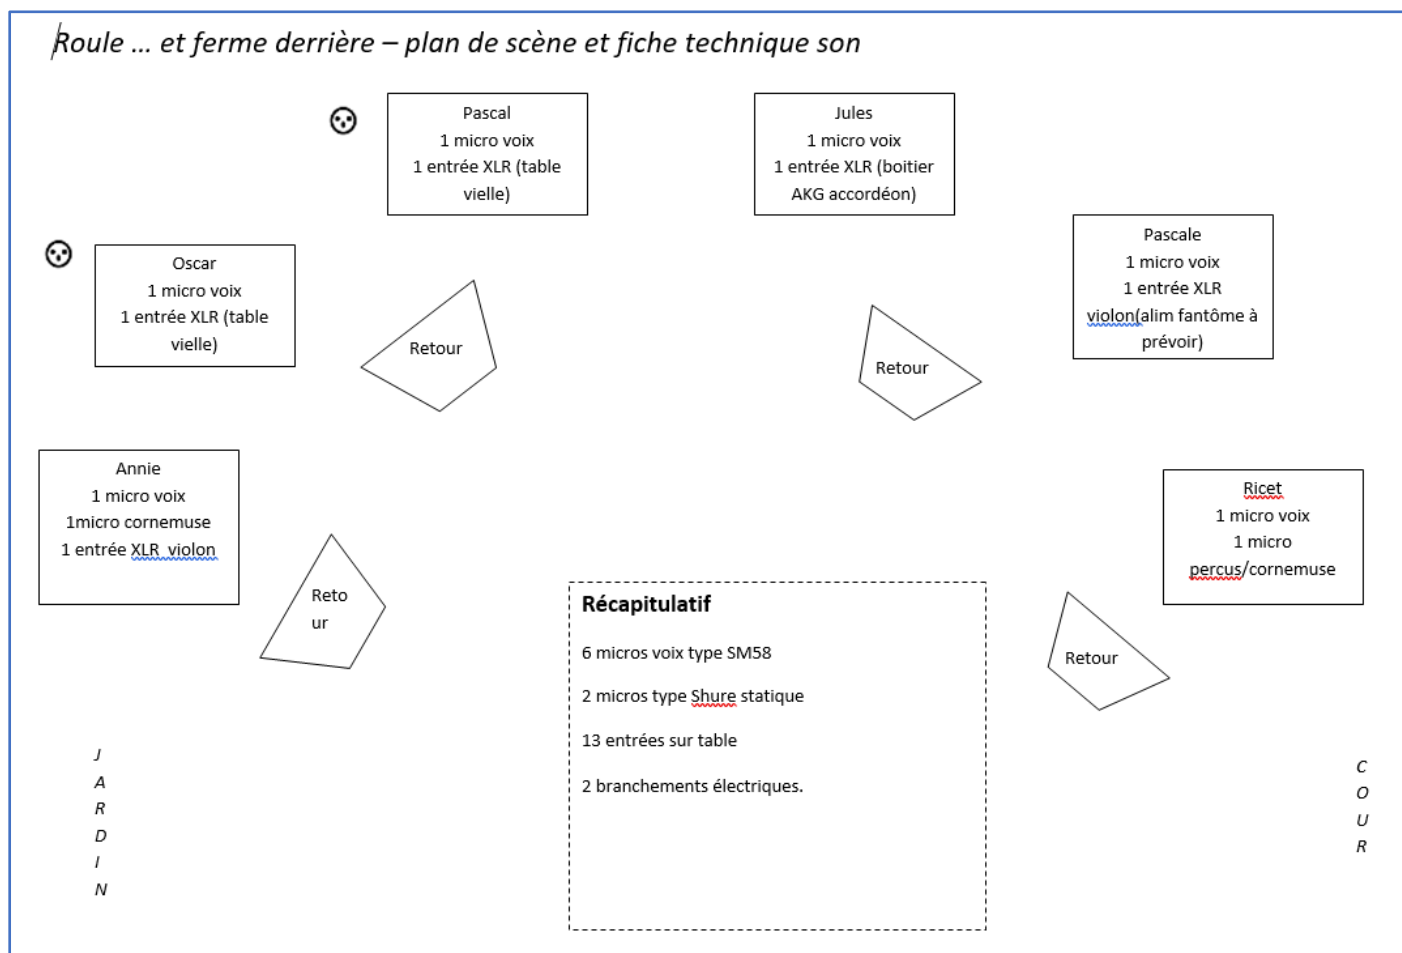 Roule ... et ferme derrière – plan de scène et fiche technique son
Pascal
1 micro voix
1 entrée XLR (table
vielle)
Jules
1 micro voix
1 entrée XLR (boitier
AKG accordéon)
Pascale
1 micro voix
1 entrée XLR
violon(alim fantôme à
prévoir)
Oscar
1 micro voix
1 entrée XLR (table
vielle)
Retour
Retour
Annie
1 micro voix
1micro cornemuse
1 entrée XLR violon
Ricet
1 micro voix
1 micro
percus/cornemuse
Reto
ur
Retour
Récapitulatif
6 micros voix type SM58
2 micros type Shure statique
13 entrées sur table
2 branchements électriques.
J
A
R
D
I
N
C
O
U
R